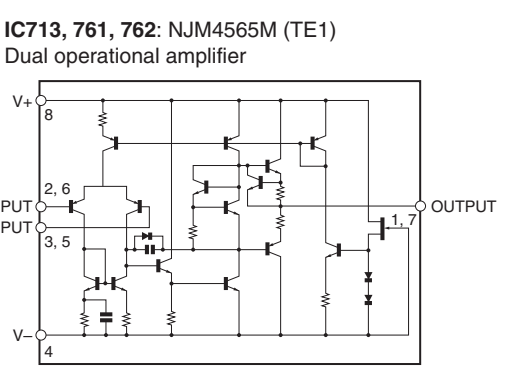 IC713, 761, 762: NJM4565M (TE1)
Dual operational amplifier
V+
8
2, 6
PUT
PUT
3, 5
1, 7
OUTPUT
V–
4